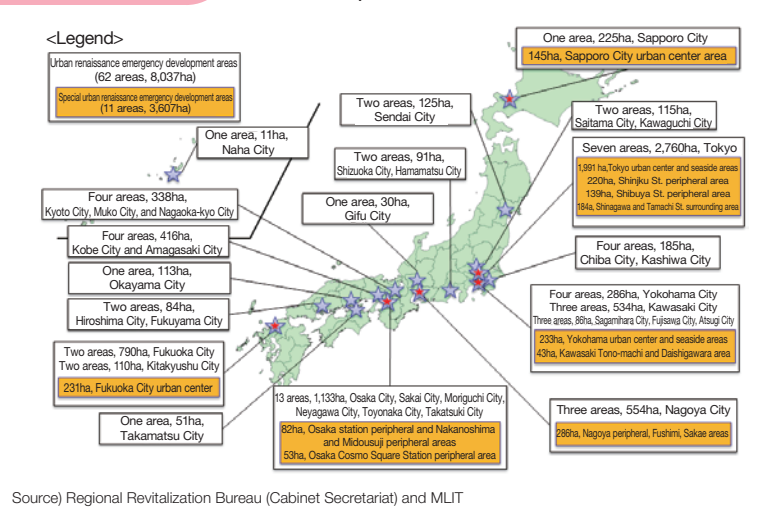 <Legend>
Urban renaissance emergency development areas
(62 areas, 8,037ha)
Special urban renaissance emergency development areas
(11 areas, 3,607ha)
One area, 225ha, Sapporo City
145ha, Sapporo City urban center area
Two areas, 125ha,
Sendai City
Two areas, 115ha,
Saitama City, Kawaguchi City
One area, 11ha,
Naha City
Two areas, 91ha,
Shizuoka City, Hamamatsu City
Seven areas, 2,760ha, Tokyo
1,991 ha,Tokyo urban center and seaside areas
220ha, Shinjku St. peripheral area
139ha, Shibuya St. peripheral area
184a, Shinagawa and Tamachi St. surrounding area
Four areas, 338ha,
Kyoto City, Muko City, and Nagaoka-kyo City
One area, 30ha,
Gifu City
Four areas, 416ha,
Kobe City and Amagasaki City
Four areas, 185ha,
Chiba City, Kashiwa City
One area, 113ha,
Okayama City
Two areas, 84ha,
Hiroshima City, Fukuyama City
Four areas, 286ha, Yokohama City
Three areas, 534ha, Kawasaki City
Three areas, 86ha, Sagamihara City, Fujisawa City, Atsugi City
233ha, Yokohama urban center and seaside areas
43ha, Kawasaki Tono-machi and Daishigawara area
Two areas, 790ha, Fukuoka City
Two areas, 110ha, Kitakyushu City
231ha, Fukuoka City urban center
13 areas, 1,133ha, Osaka City, Sakai City, Moriguchi City,
Neyagawa City, Toyonaka City, Takatsuki City
82ha, Osaka station peripheral and Nakanoshima
and Midousuji peripheral areas
53ha, Osaka Cosmo Square Station peripheral area
Three areas, 554ha, Nagoya City
286ha, Nagoya peripheral, Fushimi, Sakae areas
One area, 51ha,
Takamatsu City
Source) Regional Revitalization Bureau (Cabinet Secretariat) and MLIT